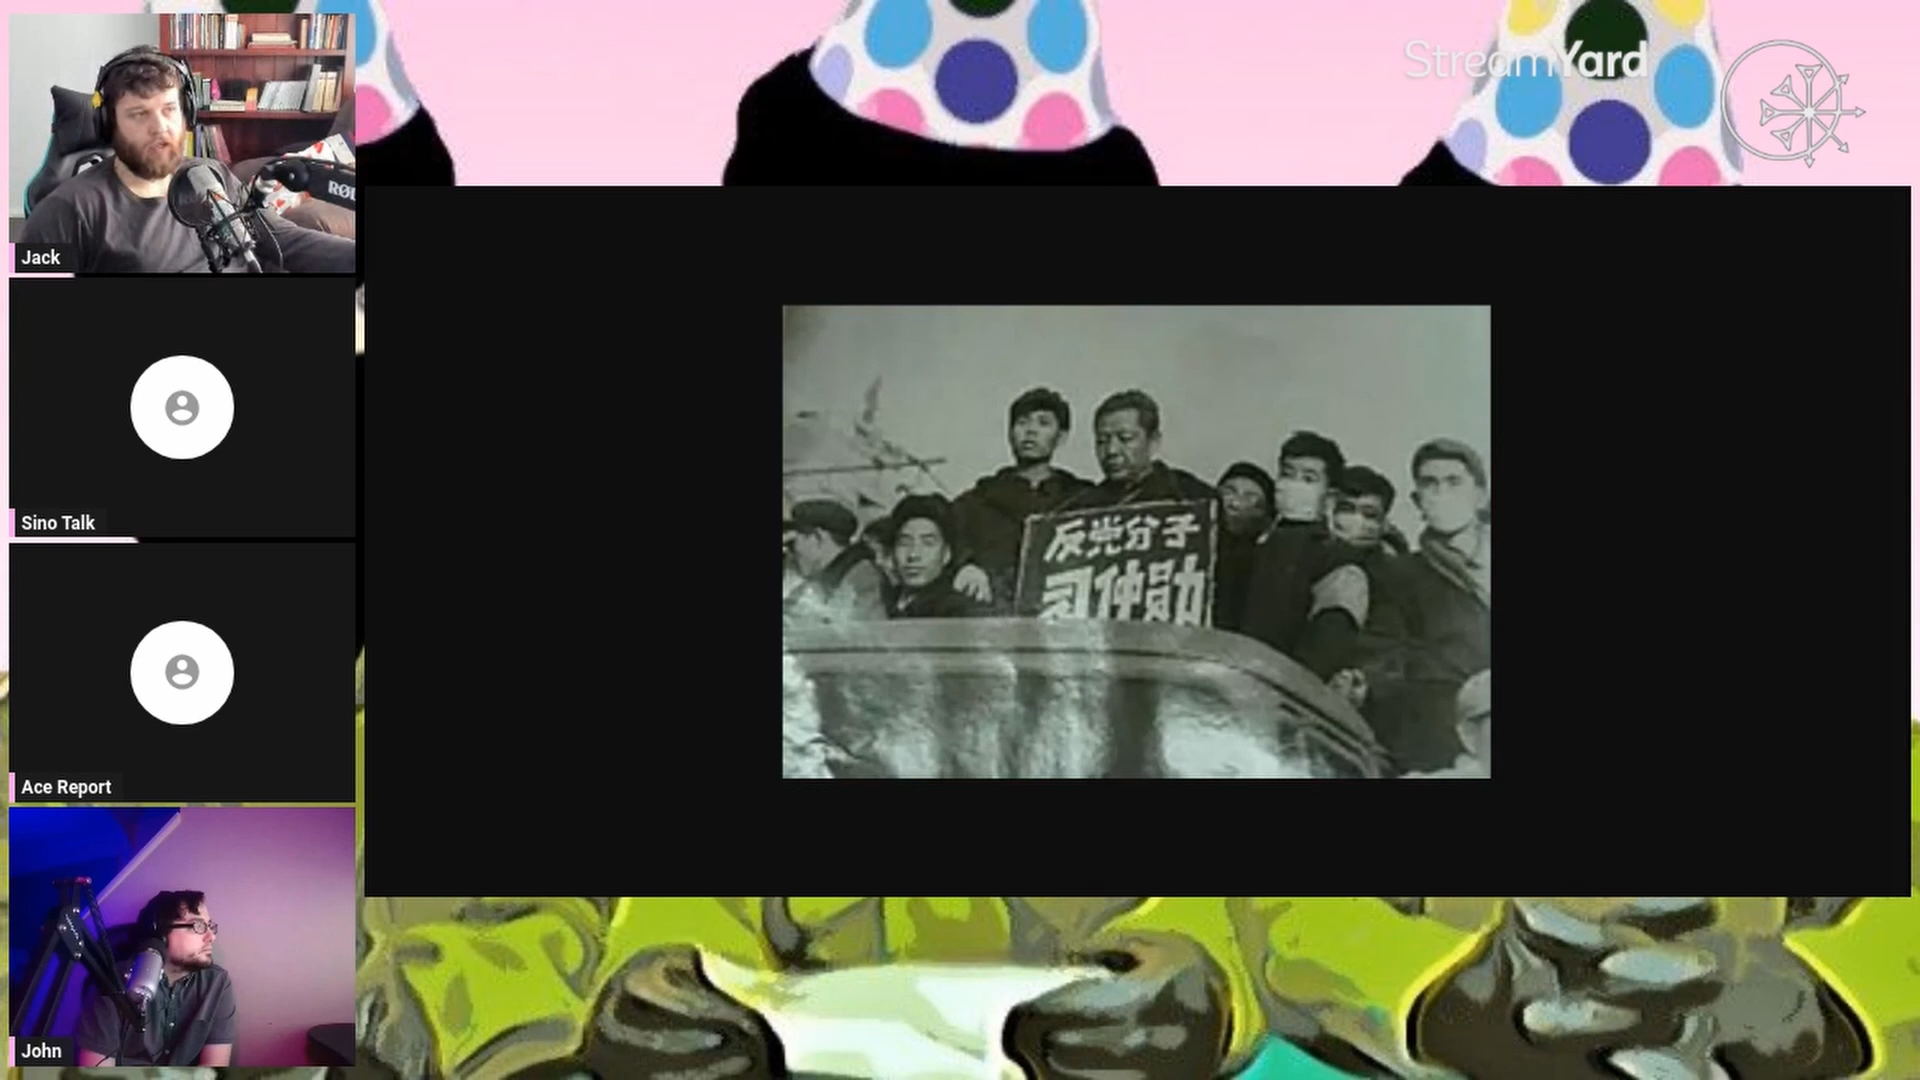 StreamYard
Jack
Sino Talk
Ace Report
John
反党分子
习仲勋